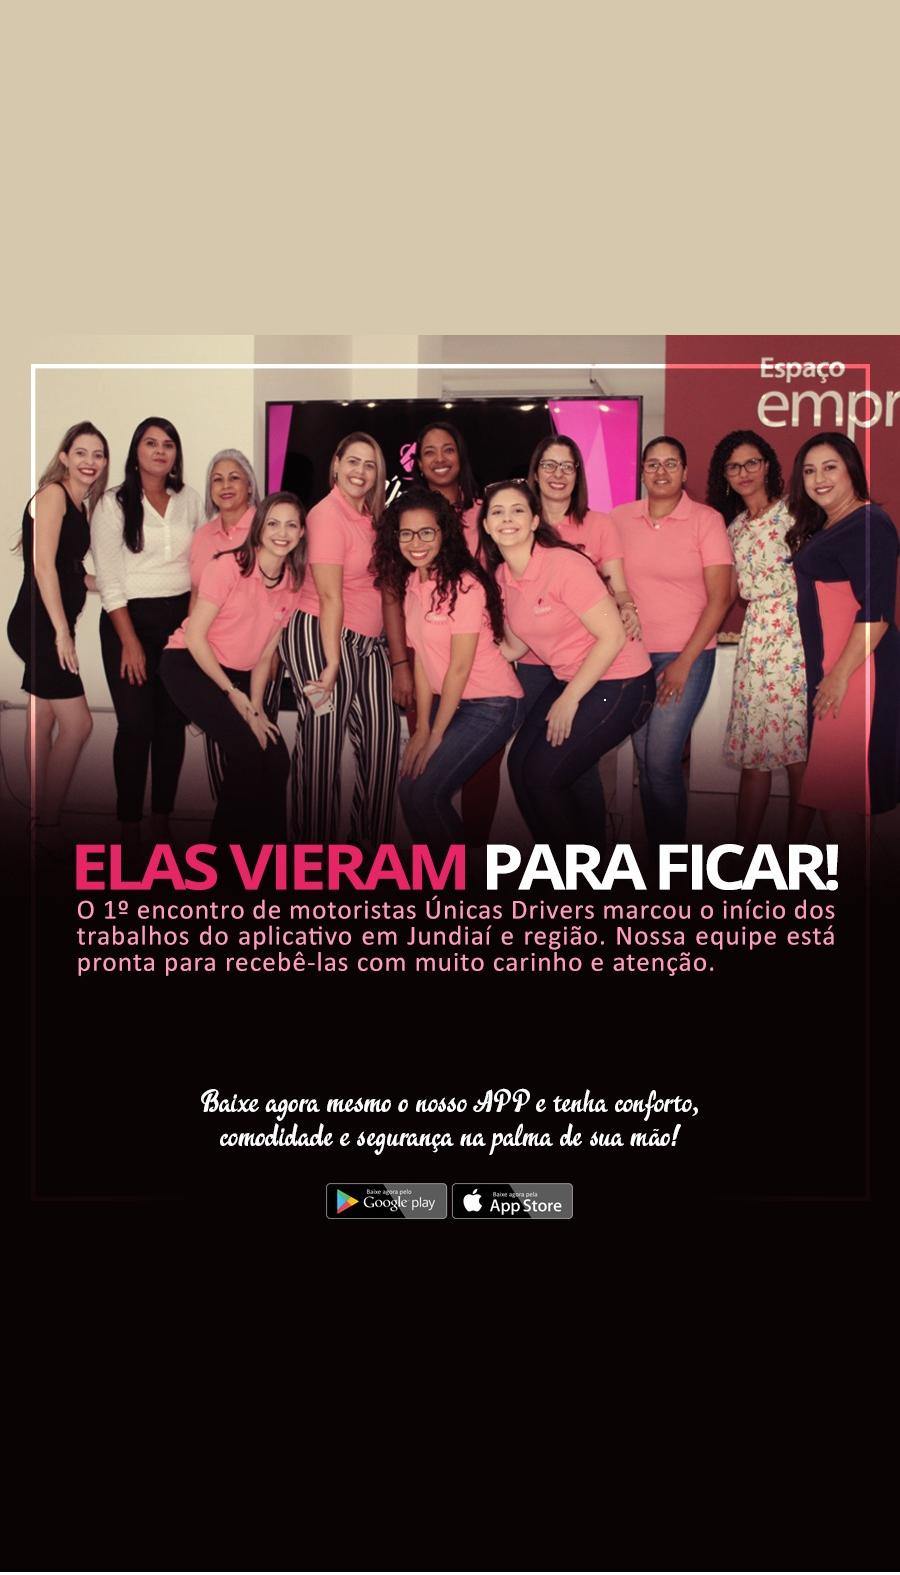 Espaço
ELAS VIERAM PARA FICAR!
O 1º encontro de motoristas Únicas Drivers marcou o início dos
trabalhos do aplicativo em Jundiaí e região. Nossa equipe está
pronta para recebê-las com muito carinho e atenção.
Baixe agora mesmo o nosso APP e tenha conforto,
comodidade e segurança na palma de sua mão!
Baixe agora pelo
Google play
Baixe agora pela
App Store